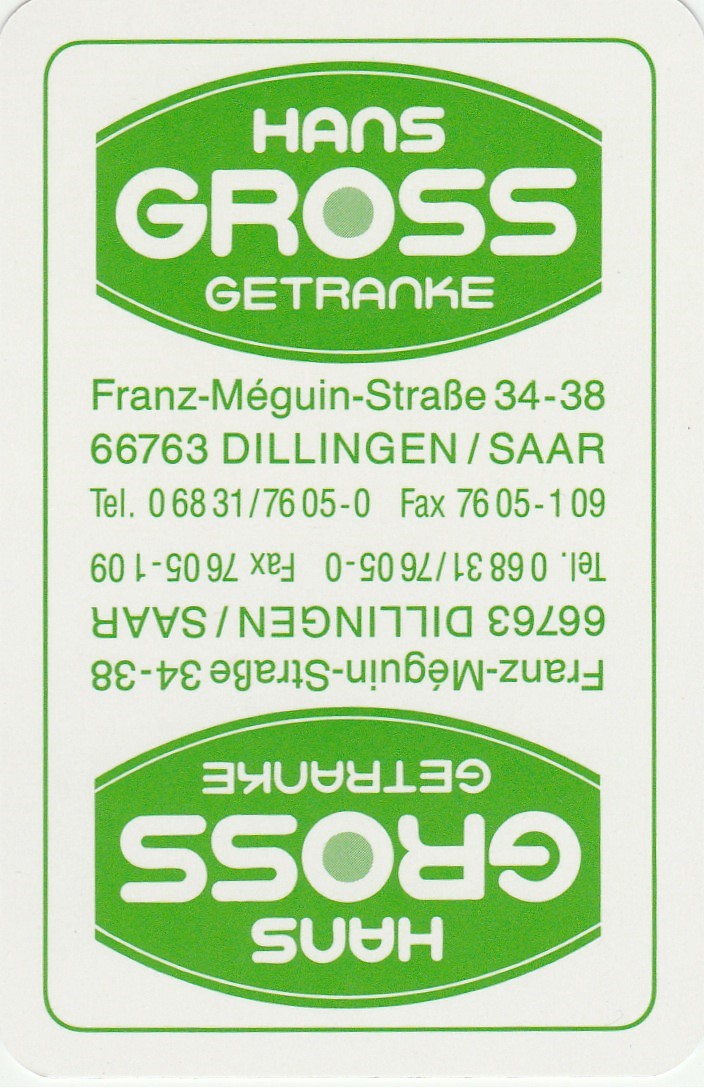 HANS
GROSS
GETRANKE
Franz-Méguin-Straße 34-38
66763 DILLINGEN / SAAR
Tel. 0 68 31/76 05-0 Fax 76 05-1 09
Tel. 0 68 31/76 05-0 Fax 76 05-1 09
66763 DILLINGEN / SAAR
Franz-Méguin-Straße 34-38
GETRANKE
GROSS
HANS